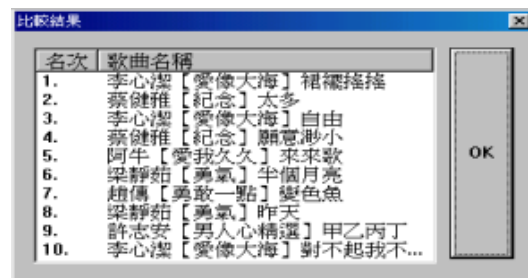 比較結果
名次 歌曲名稱
1. 李心潔【愛像大海】裙襬搖搖
2. 蔡健雅【紀念】太多
3. 李心潔【愛像大海】自由
4. 蔡健雅【紀念】願意渺小
5. 阿牛【愛我久久】來來歌
6. 梁靜茹【勇氣】半個月亮
7. 趙傳【勇敢一點】變色魚
8. 梁靜茹【勇氣】昨天
9. 許志安【男人心精選】甲乙丙丁
10. 李心潔【愛像大海】對不起我不...
OK